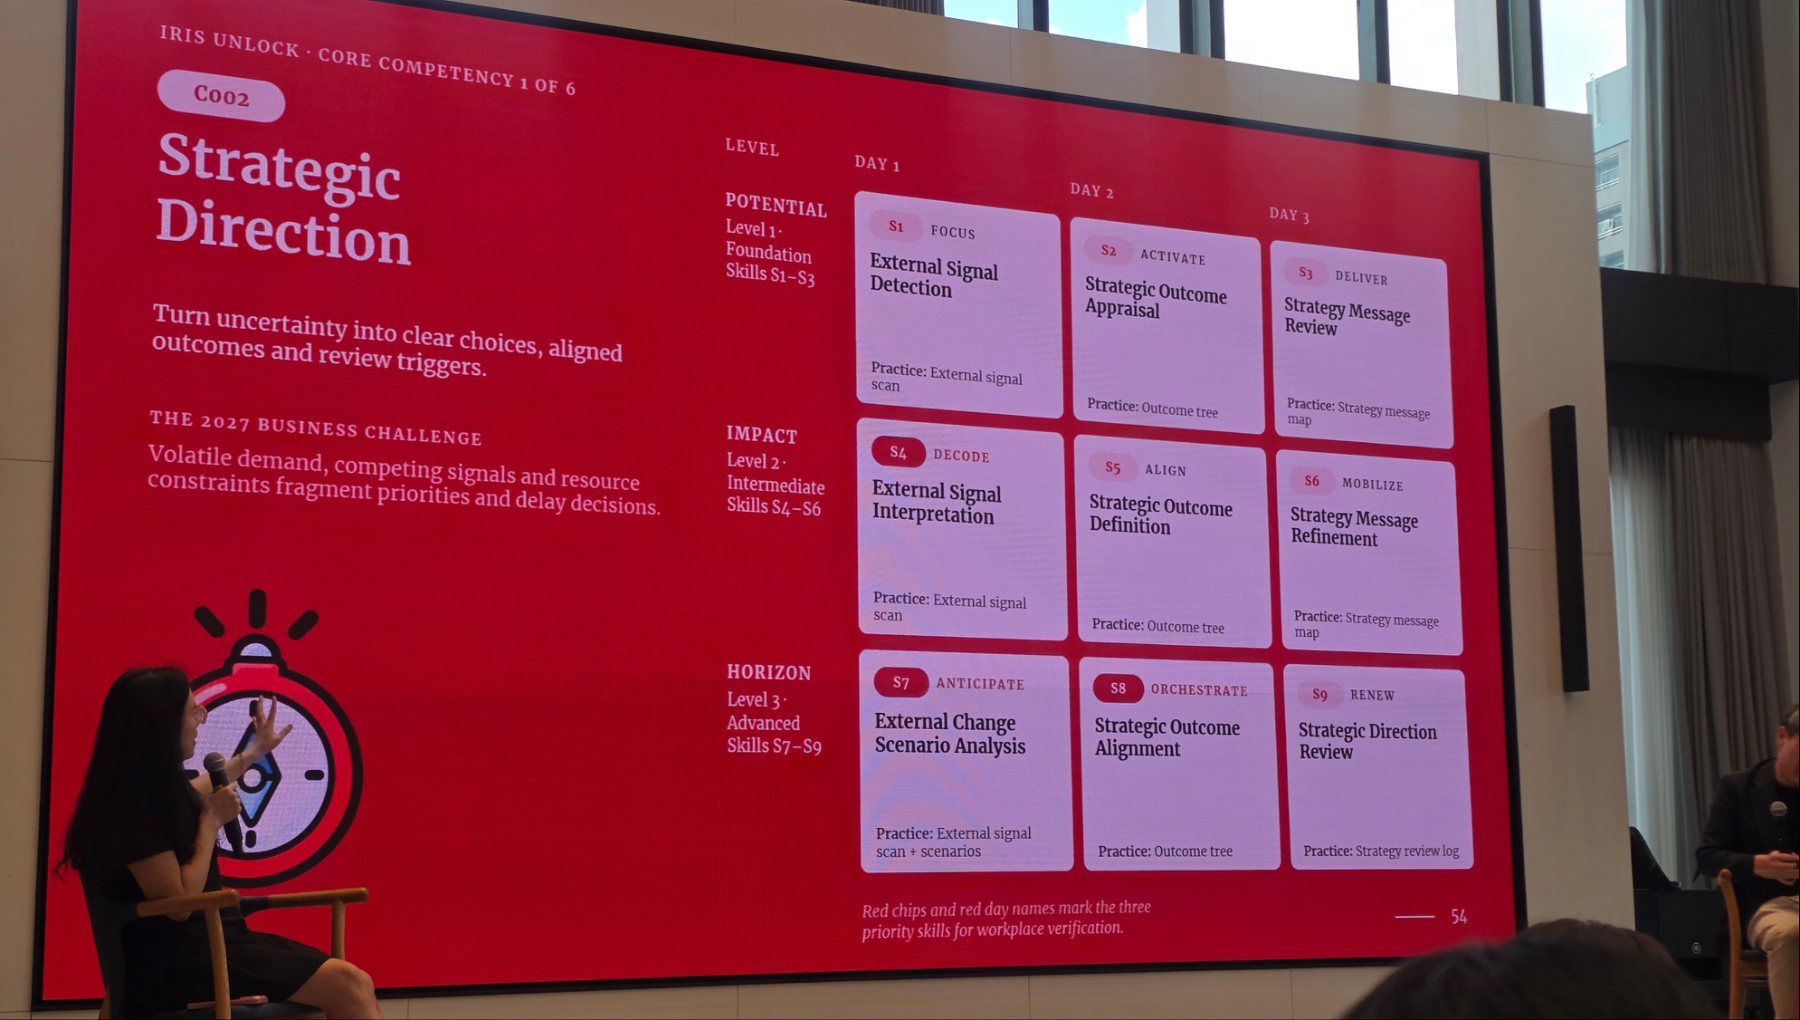 IRIS UNLOCK · CORE COMPETENCY 1 OF 6
C002
Strategic
Direction
Turn uncertainty into clear choices, aligned
outcomes and review triggers.
THE 2027 BUSINESS CHALLENGE
Volatile demand, competing signals and resource
constraints fragment priorities and delay decisions.
LEVEL
DAY 1
DAY 2
DAY 3
POTENTIAL
Level 1 ·
Foundation
Skills S1–S3
S1 FOCUS
External Signal
Detection
Practice: External signal
scan
S2 ACTIVATE
Strategic Outcome
Appraisal
Practice: Outcome tree
S3 DELIVER
Strategy Message
Review
Practice: Strategy message
map
IMPACT
Level 2 ·
Intermediate
Skills S4–S6
S4 DECODE
External Signal
Interpretation
Practice: External signal
scan
S5 ALIGN
Strategic Outcome
Definition
Practice: Outcome tree
S6 MOBILIZE
Strategy Message
Refinement
Practice: Strategy message
map
HORIZON
Level 3 ·
Advanced
Skills S7–S9
S7 ANTICIPATE
External Change
Scenario Analysis
Practice: External signal
scan + scenarios
S8 ORCHESTRATE
Strategic Outcome
Alignment
Practice: Outcome tree
S9 RENEW
Strategic Direction
Review
Practice: Strategy review log
Red chips and red day names mark the three
priority skills for workplace verification.
54